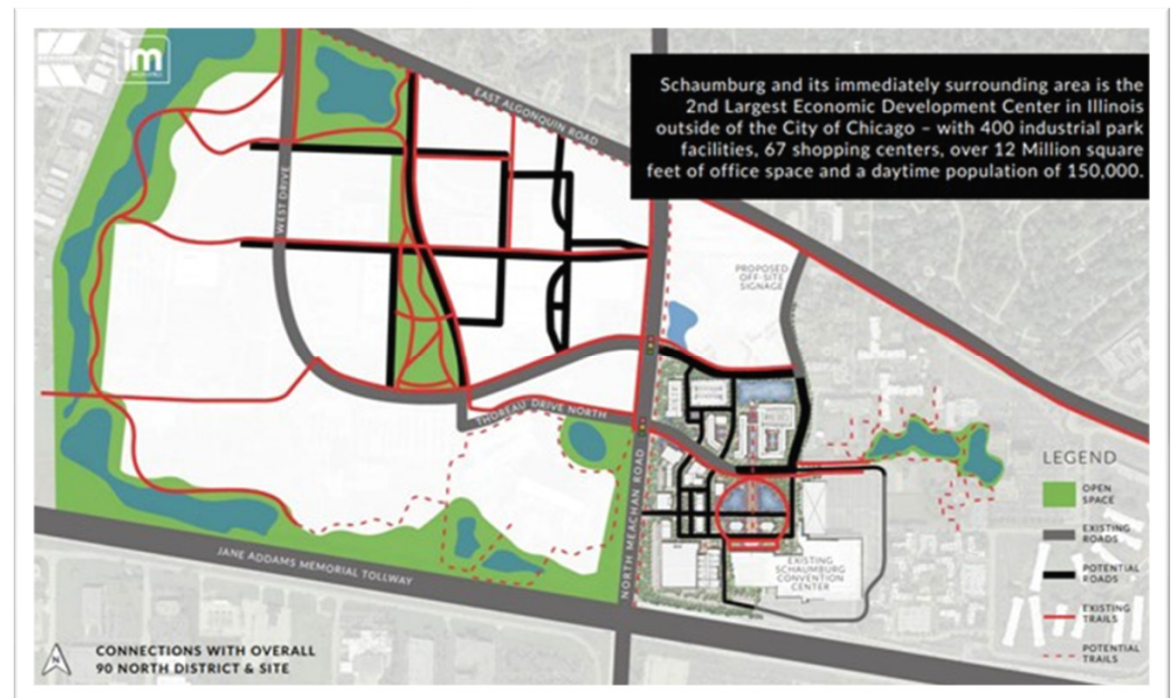 im
EAST ALGONQUIN ROAD
Schaumburg and its immediately surrounding area is the
2nd Largest Economic Development Center in Illinois
outside of the City of Chicago – with 400 industrial park
facilities, 67 shopping centers, over 12 Million square
feet of office space and a daytime population of 150,000.
WEST DRIVE
PROPOSED
OFF-SITE
SIGNAGE
THOREAU DRIVE NORTH
NORTH MEACHAN ROAD
LEGEND
OPEN
SPACE
EXISTING
ROADS
POTENTIAL
ROADS
EXISTING
TRAILS
POTENTIAL
TRAILS
EXISTING
SCHAUMBURG
CONVENTION
CENTER
JANE ADDAMS MEMORIAL TOLLWAY
N
CONNECTIONS WITH OVERALL
90 NORTH DISTRICT & SITE